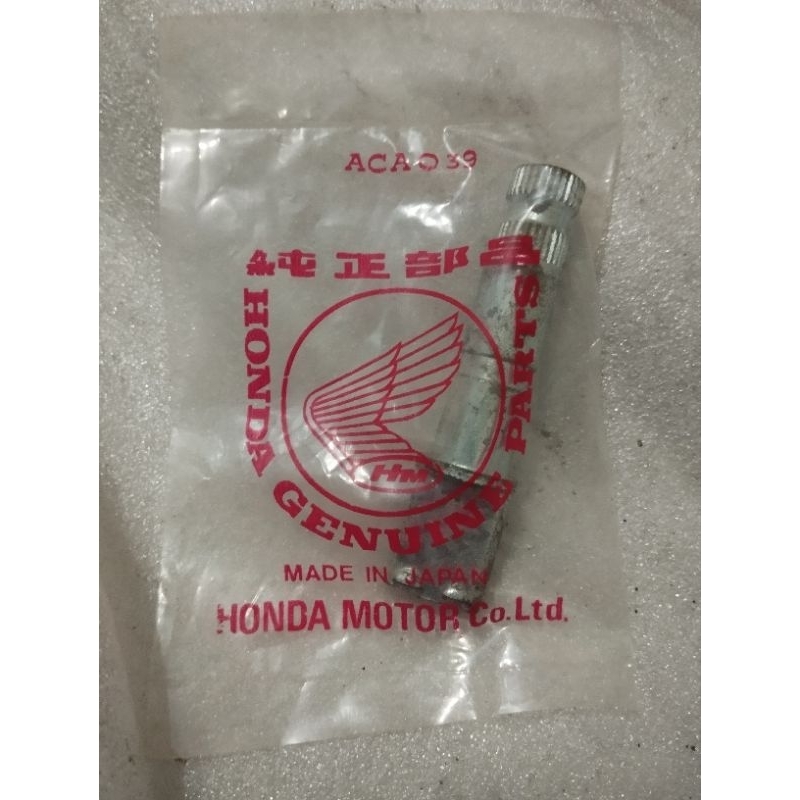 ACA039
純正部品
HONDA GENUINE PARTS
HM
MADE IN JAPAN
HONDA MOTOR Co.Ltd.